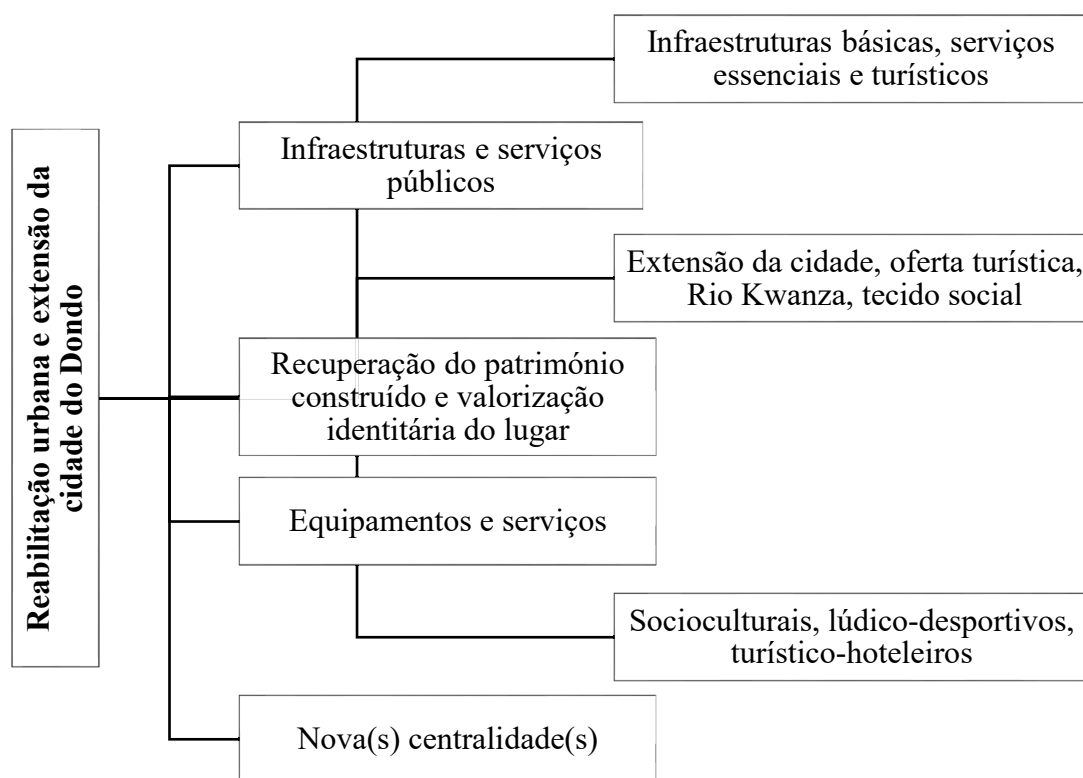 Reabilitação urbana e extensão da
cidade do Dondo
Infraestruturas e serviços
públicos
Infraestruturas básicas, serviços
essenciais e turísticos
Extensão da cidade, oferta turística,
Rio Kwanza, tecido social
Recuperação do património
construído e valorização
identitária do lugar
Equipamentos e serviços
Socioculturais, lúdico-desportivos,
turístico-hoteleiros
Nova(s) centralidade(s)